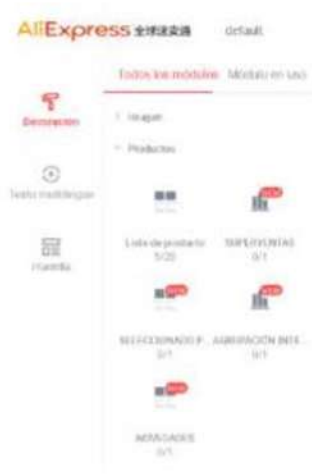 AliExpress 全球速卖通 default
Todos los módulos Módulo en uso
Decoración
Imagen
Productos
Texto multilingüe
Plantilla
Lista de producto SUPERVENTAS
5/20 0/1
SELECCIONADO P... AGRUPACIÓN INTE...
0/1 0/1
NOVEDADES
0/1